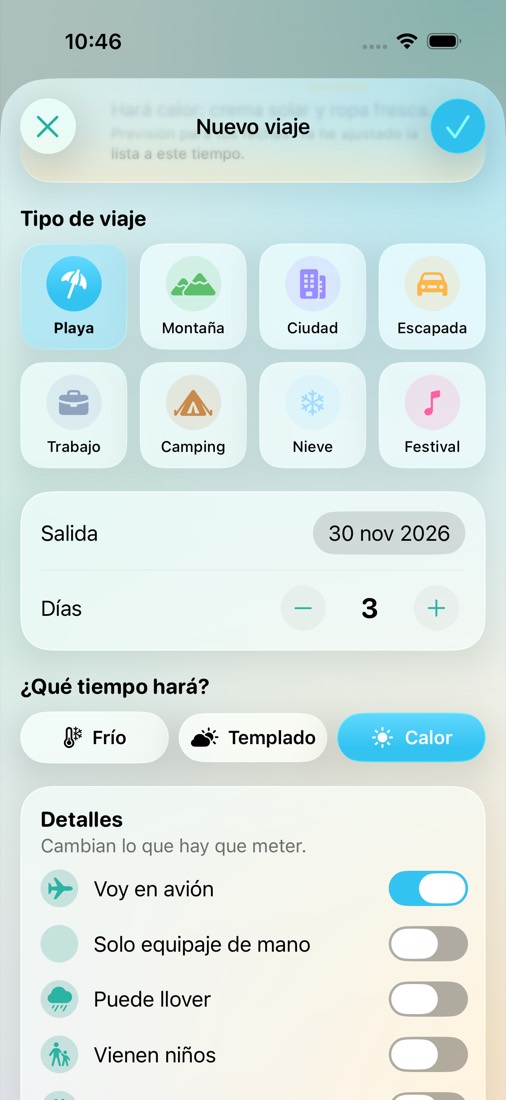 10:46
Hará calor: crema solar y ropa fresca.
Nuevo viaje
lista a este tiempo.
Tipo de viaje
Playa
Montaña
Ciudad
Escapada
Trabajo
Camping
Nieve
Festival
Salida
30 nov 2026
Días
3
¿Qué tiempo hará?
Frío
Templado
Calor
Detalles
Cambian lo que hay que meter.
Voy en avión
Solo equipaje de mano
Puede llover
Vienen niños